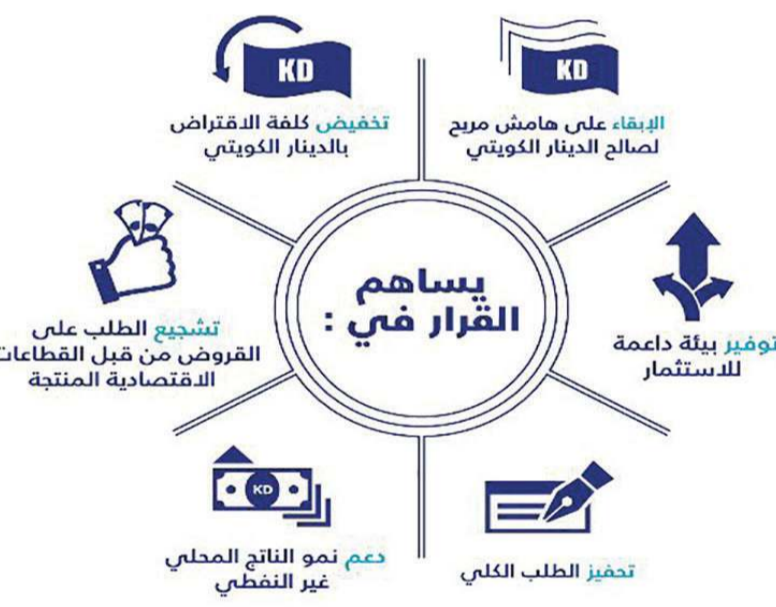 يساهم
القرار في :
KD
الإبقاء على هامش مربح
لصالح الدينار الكويتي
توفير بيئة داعمة
للاستثمار
تحفيز الطلب الكلي
KD
دعم نمو الناتج المحلي
غير النفطي
تشجيع الطلب على
القروض من قبل القطاعات
الاقتصادية المنتجة
KD
تخفيض كلفة الاقتراض
بالدينار الكويتي